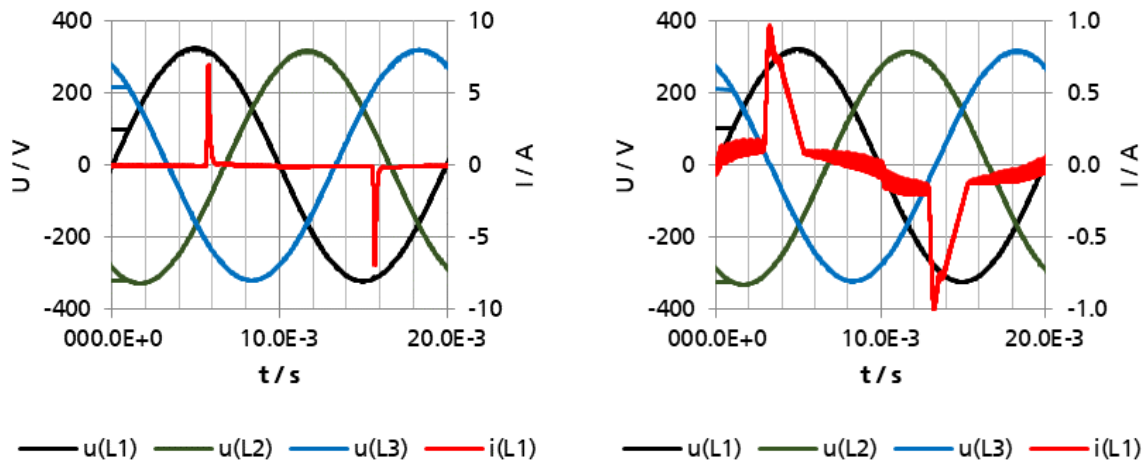 400
200
0
-200
-400
U / V
10
5
0
-5
-10
I / A
000.0E+0 10.0E-3 20.0E-3
t / s
u(L1) u(L2) u(L3) i(L1)
400
200
0
-200
-400
U / V
1.0
0.5
0.0
-0.5
-1.0
I / A
000.0E+0 10.0E-3 20.0E-3
t / s
u(L1) u(L2) u(L3) i(L1)